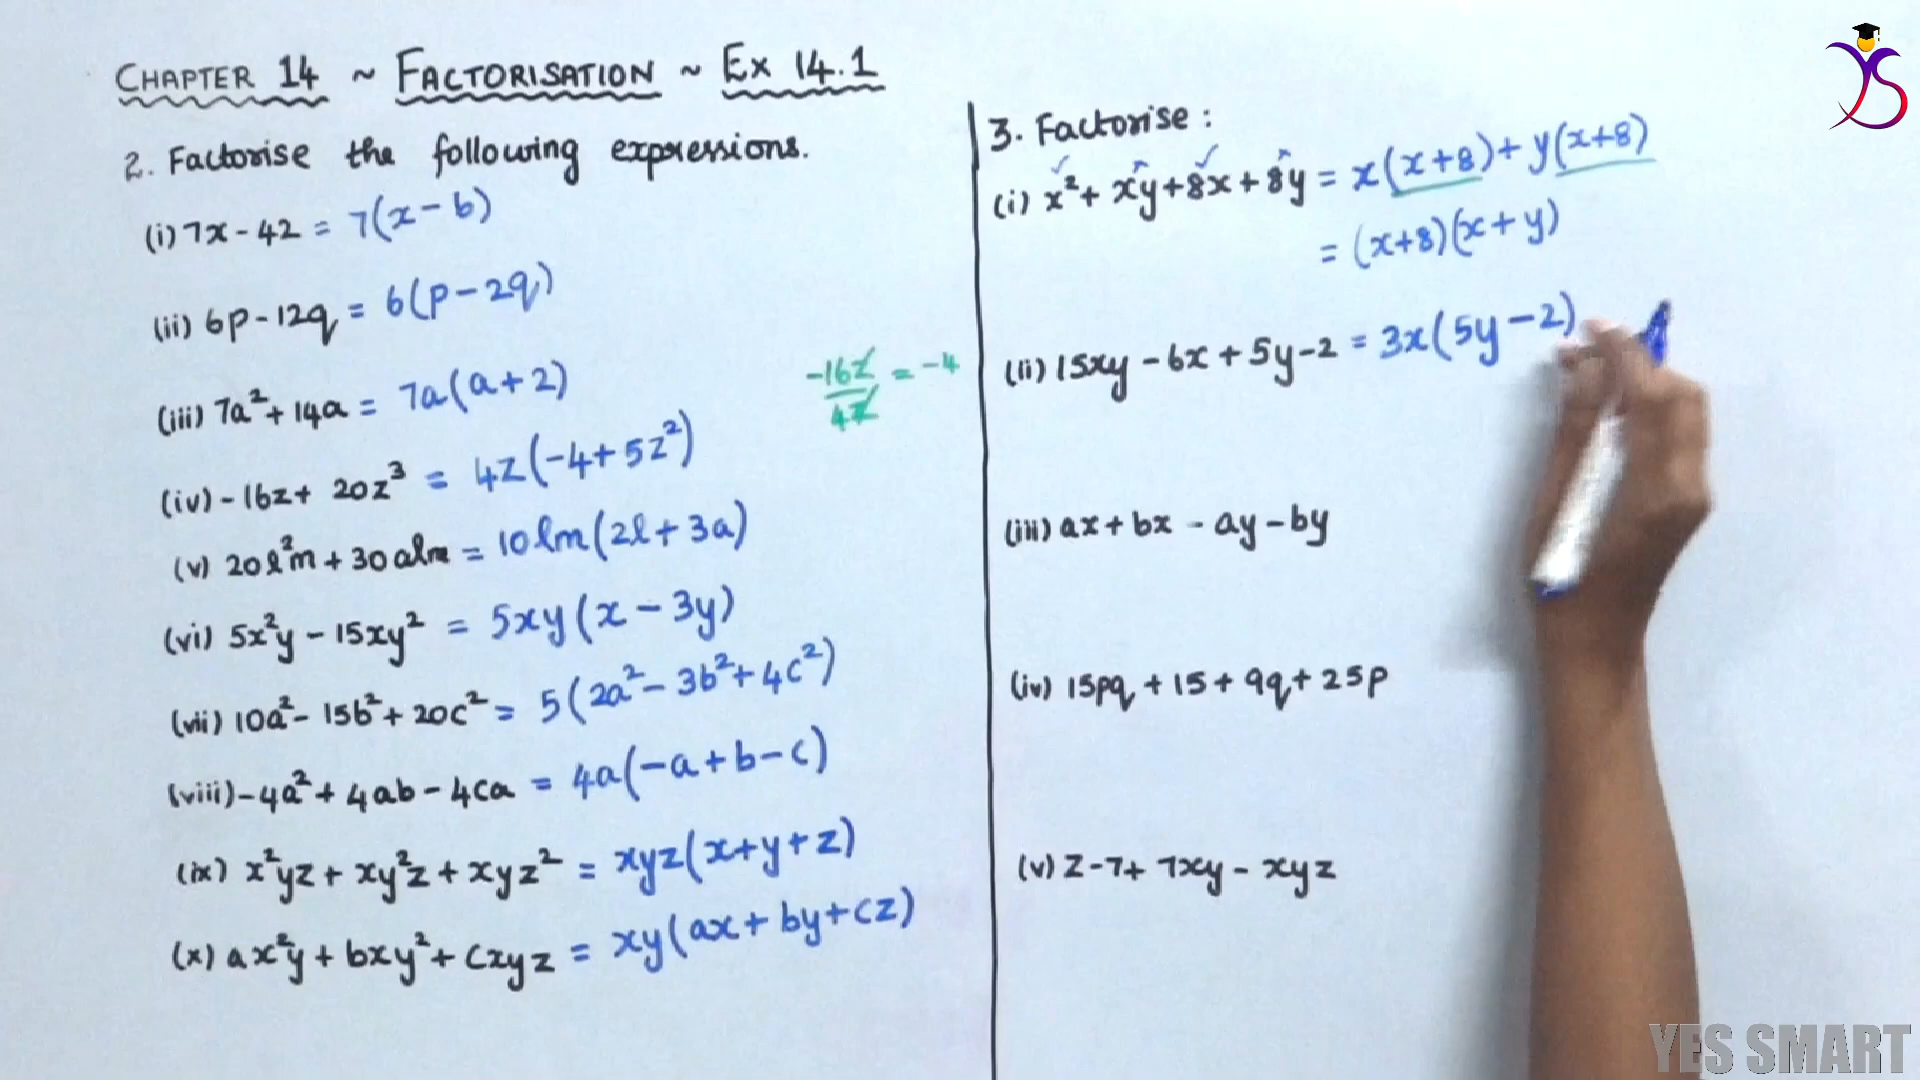 CHAPTER 14 ~ FACTORISATION ~ Ex 14.1
2. Factorise the following expressions.
(i) 7x - 42 = 7(x - 6)
(ii) 6p - 12q = 6(p - 2q)
(iii) 7a² + 14a = 7a(a + 2)
-16z/4z = -4
(iv) - 16z + 20z³ = 4z(-4 + 5z²)
(v) 20l²m + 30alm = 10lm(2l + 3a)
(vi) 5x²y - 15xy² = 5xy(x - 3y)
(vii) 10a² - 15b² + 20c² = 5(2a² - 3b² + 4c²)
(viii) - 4a² + 4ab - 4ca = 4a(-a + b - c)
(ix) x²yz + xy²z + xyz² = xyz(x + y + z)
(x) ax²y + bxy² + cxyz = xy(ax + by + cz)
3. Factorise :
(i) x² + xy + 8x + 8y = x(x + 8) + y(x + 8)
= (x + 8)(x + y)
(ii) 15xy - 6x + 5y - 2 = 3x(5y - 2)
(iii) ax + bx - ay - by
(iv) 15pq + 15 + 9q + 25p
(v) z - 7 + 7xy - xyz
YS
YES SMART